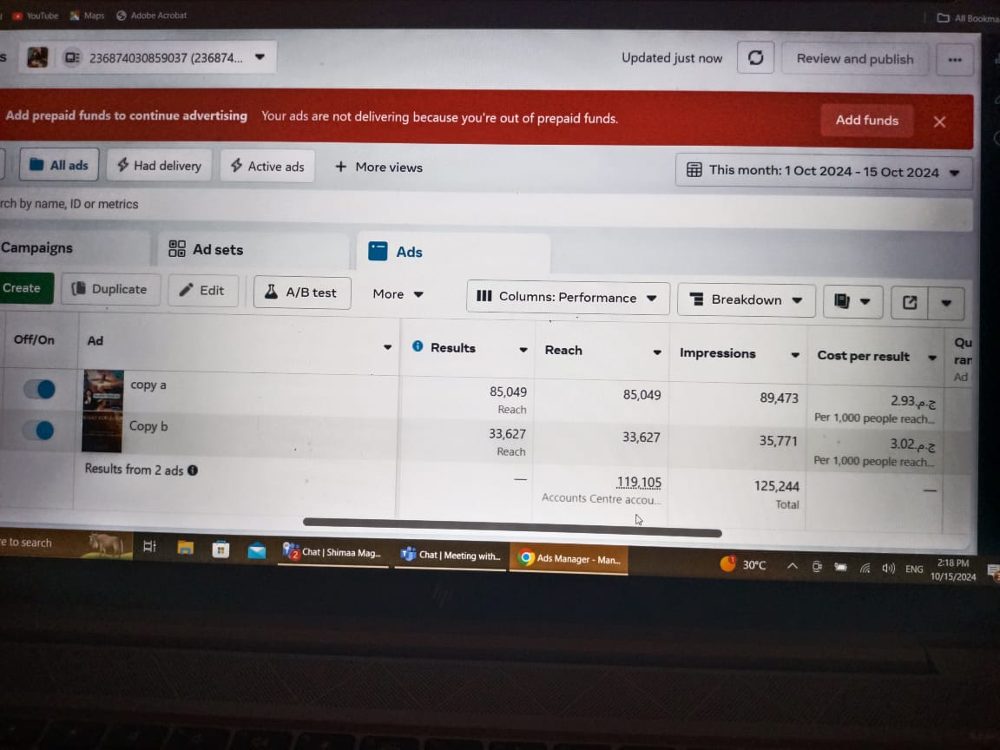 YouTube Maps Adobe Acrobat All Bookma
s 236874030859037 (236874... Updated just now Review and publish ...
Add prepaid funds to continue advertising Your ads are not delivering because you're out of prepaid funds. Add funds
All ads Had delivery Active ads + More views This month: 1 Oct 2024 - 15 Oct 2024
rch by name, ID or metrics
Campaigns Ad sets Ads
Create Duplicate Edit A/B test More Columns: Performance Breakdown
Off/On Ad Results Reach Impressions Cost per result Qu
ran
Ad
copy a 85,049 85,049 89,473 ج.م.2.93
Reach Per 1,000 people reach...
Copy b 33,627 33,627 35,771 ج.م.3.02
Reach Per 1,000 people reach...
Results from 2 ads — 119,105 125,244 —
Accounts Centre accou... Total
e to search 2 Chat | Shimaa Mag... Chat | Meeting with... Ads Manager - Man... 30°C ENG 2:18 PM
10/15/2024
hp